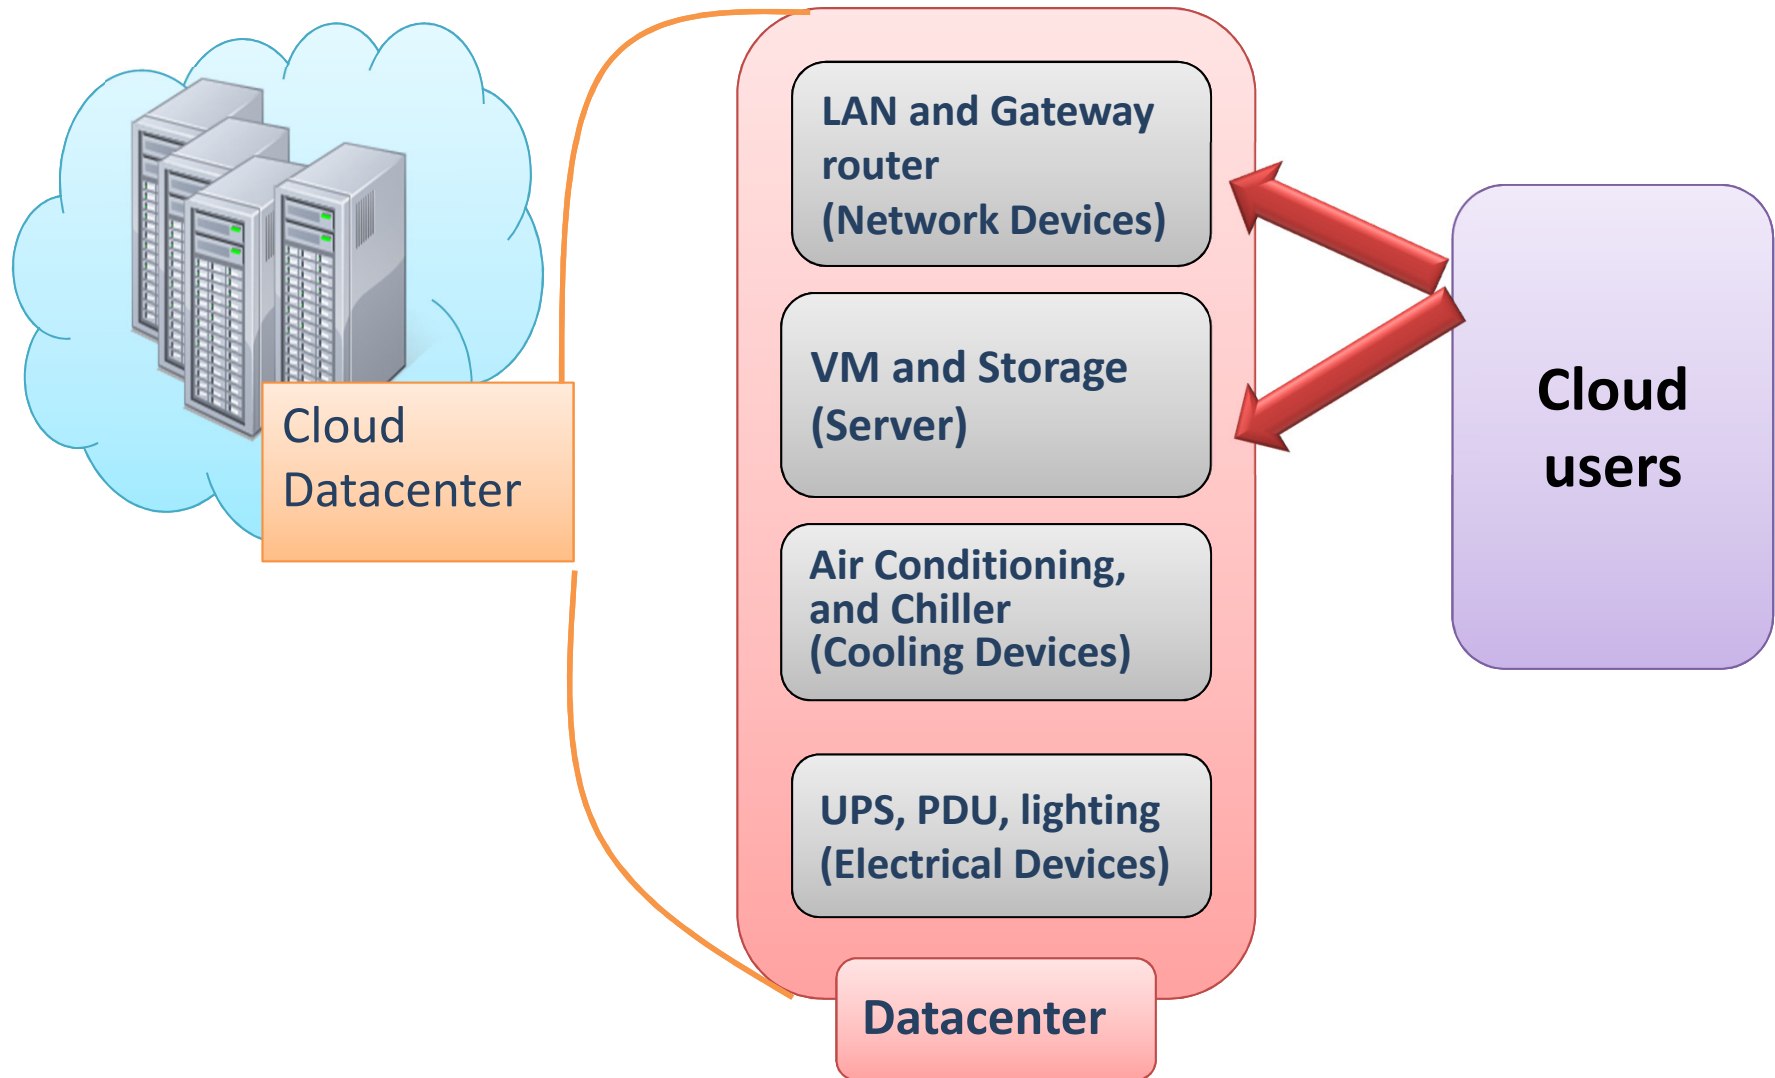 LAN and Gateway
router
(Network Devices)
VM and Storage
(Server)
Cloud
Datacenter
Air Conditioning,
and Chiller
(Cooling Devices)
UPS, PDU, lighting
(Electrical Devices)
Datacenter
Cloud
users